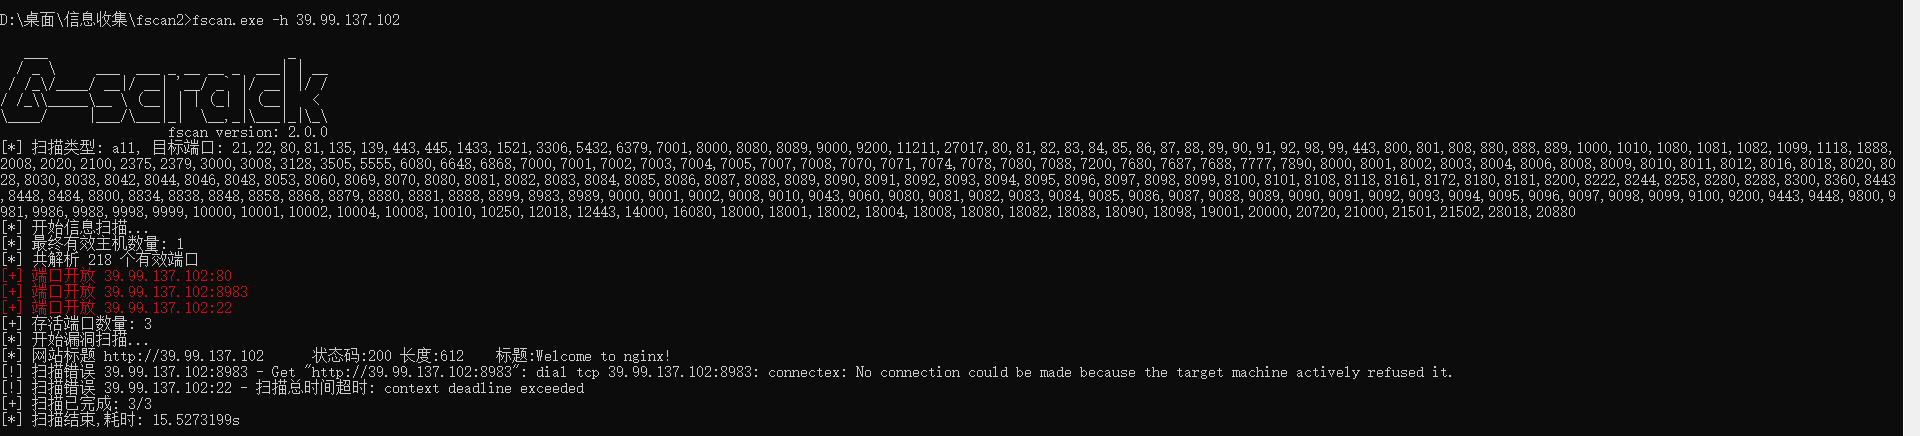 D:\桌面\信息收集\fscan2>fscan.exe -h 39.99.137.102
fscan version: 2.0.0
[*] 扫描类型: all, 目标端口: 21,22,80,81,135,139,443,445,1433,1521,3306,5432,6379,7001,8000,8080,8089,9000,9200,11211,27017,80,81,82,83,84,85,86,87,88,89,90,91,92,98,99,443,800,801,808,880,888,889,1000,1010,1080,1081,1082,1099,1118,1888,
2008,2020,2100,2375,2379,3000,3008,3128,3505,5555,6080,6648,6868,7000,7001,7002,7003,7004,7005,7007,7008,7070,7071,7074,7078,7080,7088,7200,7680,7687,7688,7777,7890,8000,8001,8002,8003,8004,8006,8008,8009,8010,8011,8012,8016,8018,8020,80
28,8030,8038,8042,8044,8046,8048,8053,8060,8069,8070,8080,8081,8082,8083,8084,8085,8086,8087,8088,8089,8090,8091,8092,8093,8094,8095,8096,8097,8098,8099,8100,8101,8108,8118,8161,8172,8180,8181,8200,8222,8244,8258,8280,8288,8300,8360,8443
,8448,8484,8800,8834,8838,8848,8858,8868,8879,8880,8881,8888,8899,8983,8989,9000,9001,9002,9008,9010,9043,9060,9080,9081,9082,9083,9084,9085,9086,9087,9088,9089,9090,9091,9092,9093,9094,9095,9096,9097,9098,9099,9100,9200,9443,9448,9800,9
981,9986,9988,9998,9999,10000,10001,10002,10004,10008,10010,10250,12018,12443,14000,16080,18000,18001,18002,18004,18008,18080,18082,18088,18090,18098,19001,20000,20720,21000,21501,21502,28018,20880
[*] 开始信息扫描...
[*] 最终有效主机数量: 1
[*] 共解析 218 个有效端口
[+] 端口开放 39.99.137.102:80
[+] 端口开放 39.99.137.102:8983
[+] 端口开放 39.99.137.102:22
[+] 存活端口数量: 3
[*] 开始漏洞扫描...
[*] 网站标题 http://39.99.137.102 状态码:200 长度:612 标题:Welcome to nginx!
[!] 扫描错误 39.99.137.102:8983 - Get "http://39.99.137.102:8983": dial tcp 39.99.137.102:8983: connectex: No connection could be made because the target machine actively refused it.
[!] 扫描错误 39.99.137.102:22 - 扫描总时间超时: context deadline exceeded
[+] 扫描已完成: 3/3
[*] 扫描结束,耗时: 15.5273199s